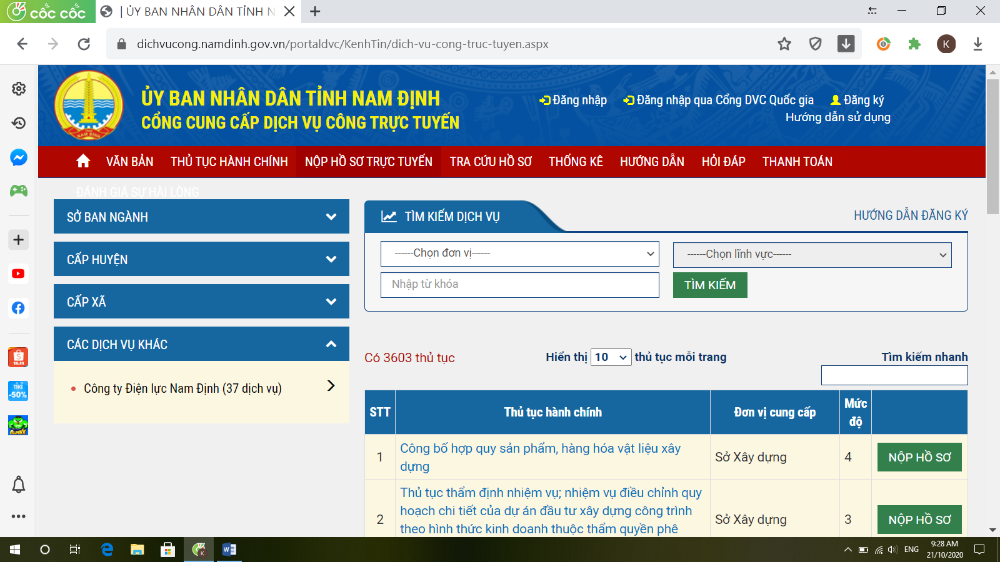 cốc cốc
| ỦY BAN NHÂN DÂN TỈNH N
dichvucong.namdinh.gov.vn/portaldvc/KenhTin/dich-vu-cong-truc-tuyen.aspx
K
NAM ĐỊNH
ỦY BAN NHÂN DÂN TỈNH NAM ĐỊNH
CỔNG CUNG CẤP DỊCH VỤ CÔNG TRỰC TUYẾN
Đăng nhập Đăng nhập qua Cổng DVC Quốc gia Đăng ký
Hướng dẫn sử dụng
VĂN BẢN THỦ TỤC HÀNH CHÍNH NỘP HỒ SƠ TRỰC TUYẾN TRA CỨU HỒ SƠ THỐNG KÊ HƯỚNG DẪN HỎI ĐÁP THANH TOÁN
ĐÁNH GIÁ SỰ HÀI LÒNG
SỞ BAN NGÀNH
CẤP HUYỆN
CẤP XÃ
CÁC DỊCH VỤ KHÁC
Công ty Điện lực Nam Định (37 dịch vụ)
TÌM KIẾM DỊCH VỤ
HƯỚNG DẪN ĐĂNG KÝ
------Chọn đơn vị------
------Chọn lĩnh vực------
Nhập từ khóa
TÌM KIẾM
Có 3603 thủ tục
Hiển thị 10 thủ tục mỗi trang
Tìm kiếm nhanh
STT Thủ tục hành chính Đơn vị cung cấp Mức độ
1 Công bố hợp quy sản phẩm, hàng hóa vật liệu xây dựng Sở Xây dựng 4 NỘP HỒ SƠ
2 Thủ tục thẩm định nhiệm vụ; nhiệm vụ điều chỉnh quy
hoạch chi tiết của dự án đầu tư xây dựng công trình Sở Xây dựng 3 NỘP HỒ SƠ
theo hình thức kinh doanh thuộc thẩm quyền phê
11.11
TIKI
-50%
ENG
9:28 AM
21/10/2020